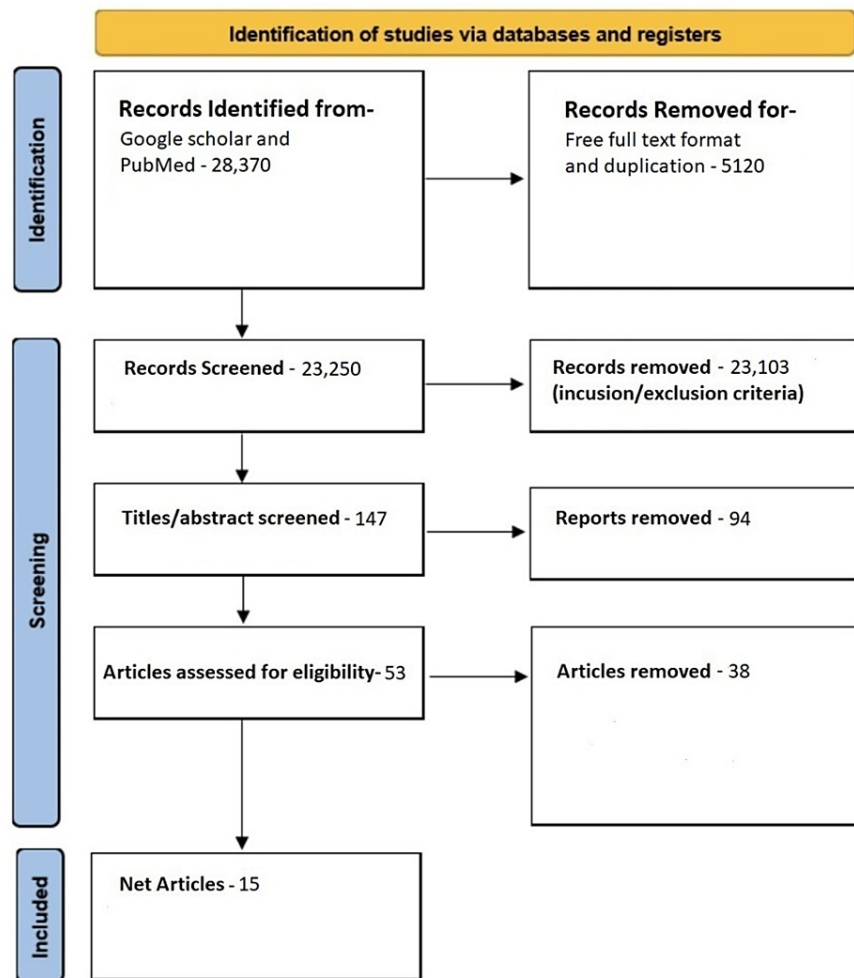 Identification of studies via databases and registers
Identification
Records Identified from-
Google scholar and
PubMed - 28,370
Records Removed for-
Free full text format
and duplication - 5120
Screening
Records Screened - 23,250
Records removed - 23,103
(incusion/exclusion criteria)
Titles/abstract screened - 147
Reports removed - 94
Articles assessed for eligibility- 53
Articles removed - 38
Included
Net Articles - 15